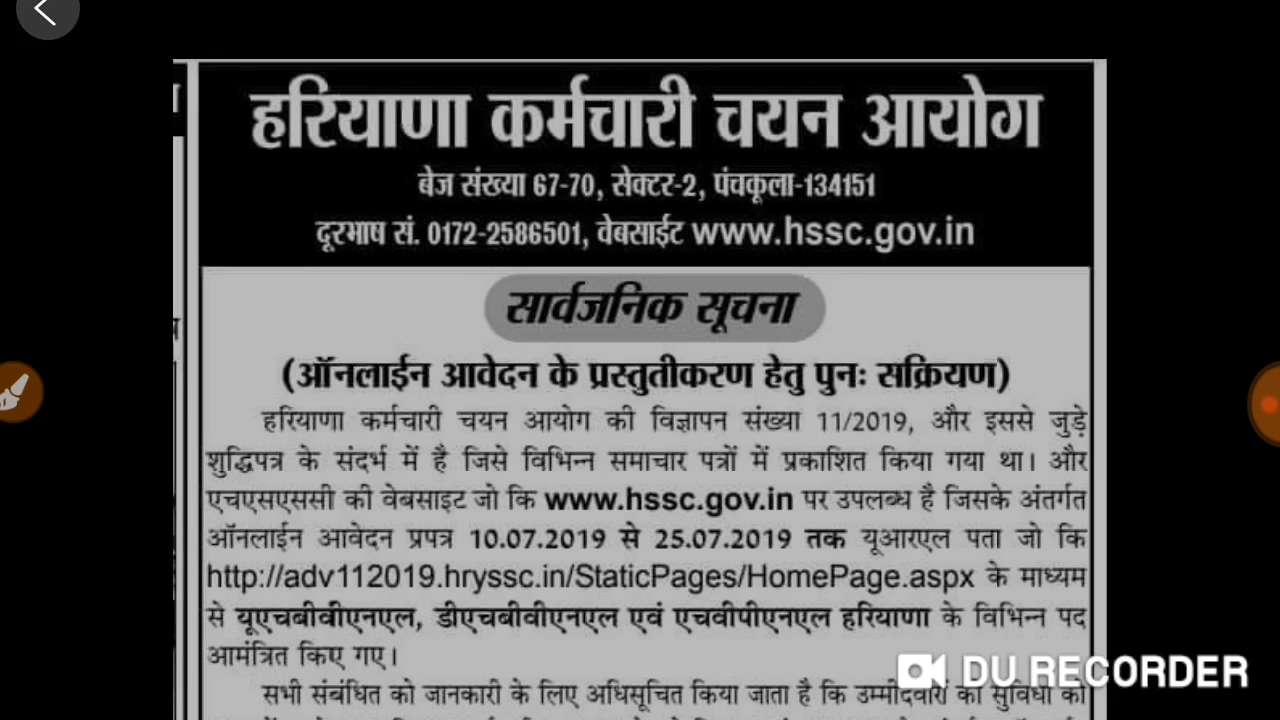 हरियाणा कर्मचारी चयन आयोग
बेज संख्या 67-70, सेक्टर-2, पंचकूला-134151
दूरभाष सं. 0172-2586501, वेबसाईट www.hssc.gov.in
सार्वजनिक सूचना
(ऑनलाईन आवेदन के प्रस्तुतीकरण हेतु पुनः सक्रियण)
हरियाणा कर्मचारी चयन आयोग की विज्ञापन संख्या 11/2019, और इससे जुड़े
शुद्धिपत्र के संदर्भ में है जिसे विभिन्न समाचार पत्रों में प्रकाशित किया गया था। और
एचएसएससी की वेबसाइट जो कि www.hssc.gov.in पर उपलब्ध है जिसके अंतर्गत
ऑनलाईन आवेदन प्रपत्र 10.07.2019 से 25.07.2019 तक यूआरएल पता जो कि
http://adv112019.hryssc.in/StaticPages/HomePage.aspx के माध्यम
से यूएचबीवीएनएल, डीएचबीवीएनएल एवं एचवीपीएनएल हरियाणा के विभिन्न पद
आमंत्रित किए गए।
सभी संबंधित को जानकारी के लिए अधिसूचित किया जाता है कि उम्मीदवारों की सुविधा को
DU RECORDER